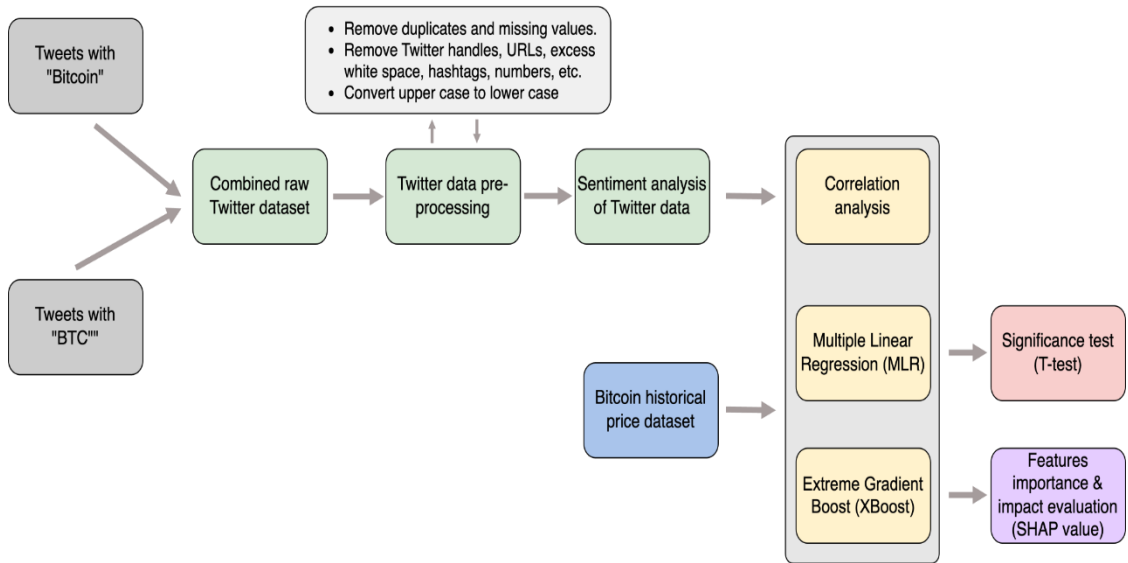 Tweets with
"Bitcoin"
• Remove duplicates and missing values.
• Remove Twitter handles, URLs, excess
white space, hashtags, numbers, etc.
• Convert upper case to lower case
Combined raw
Twitter dataset
Twitter data pre-
processing
Sentiment analysis
of Twitter data
Correlation
analysis
Tweets with
"BTC""
Multiple Linear
Regression (MLR)
Significance test
(T-test)
Bitcoin historical
price dataset
Extreme Gradient
Boost (XBoost)
Features
importance &
impact evaluation
(SHAP value)